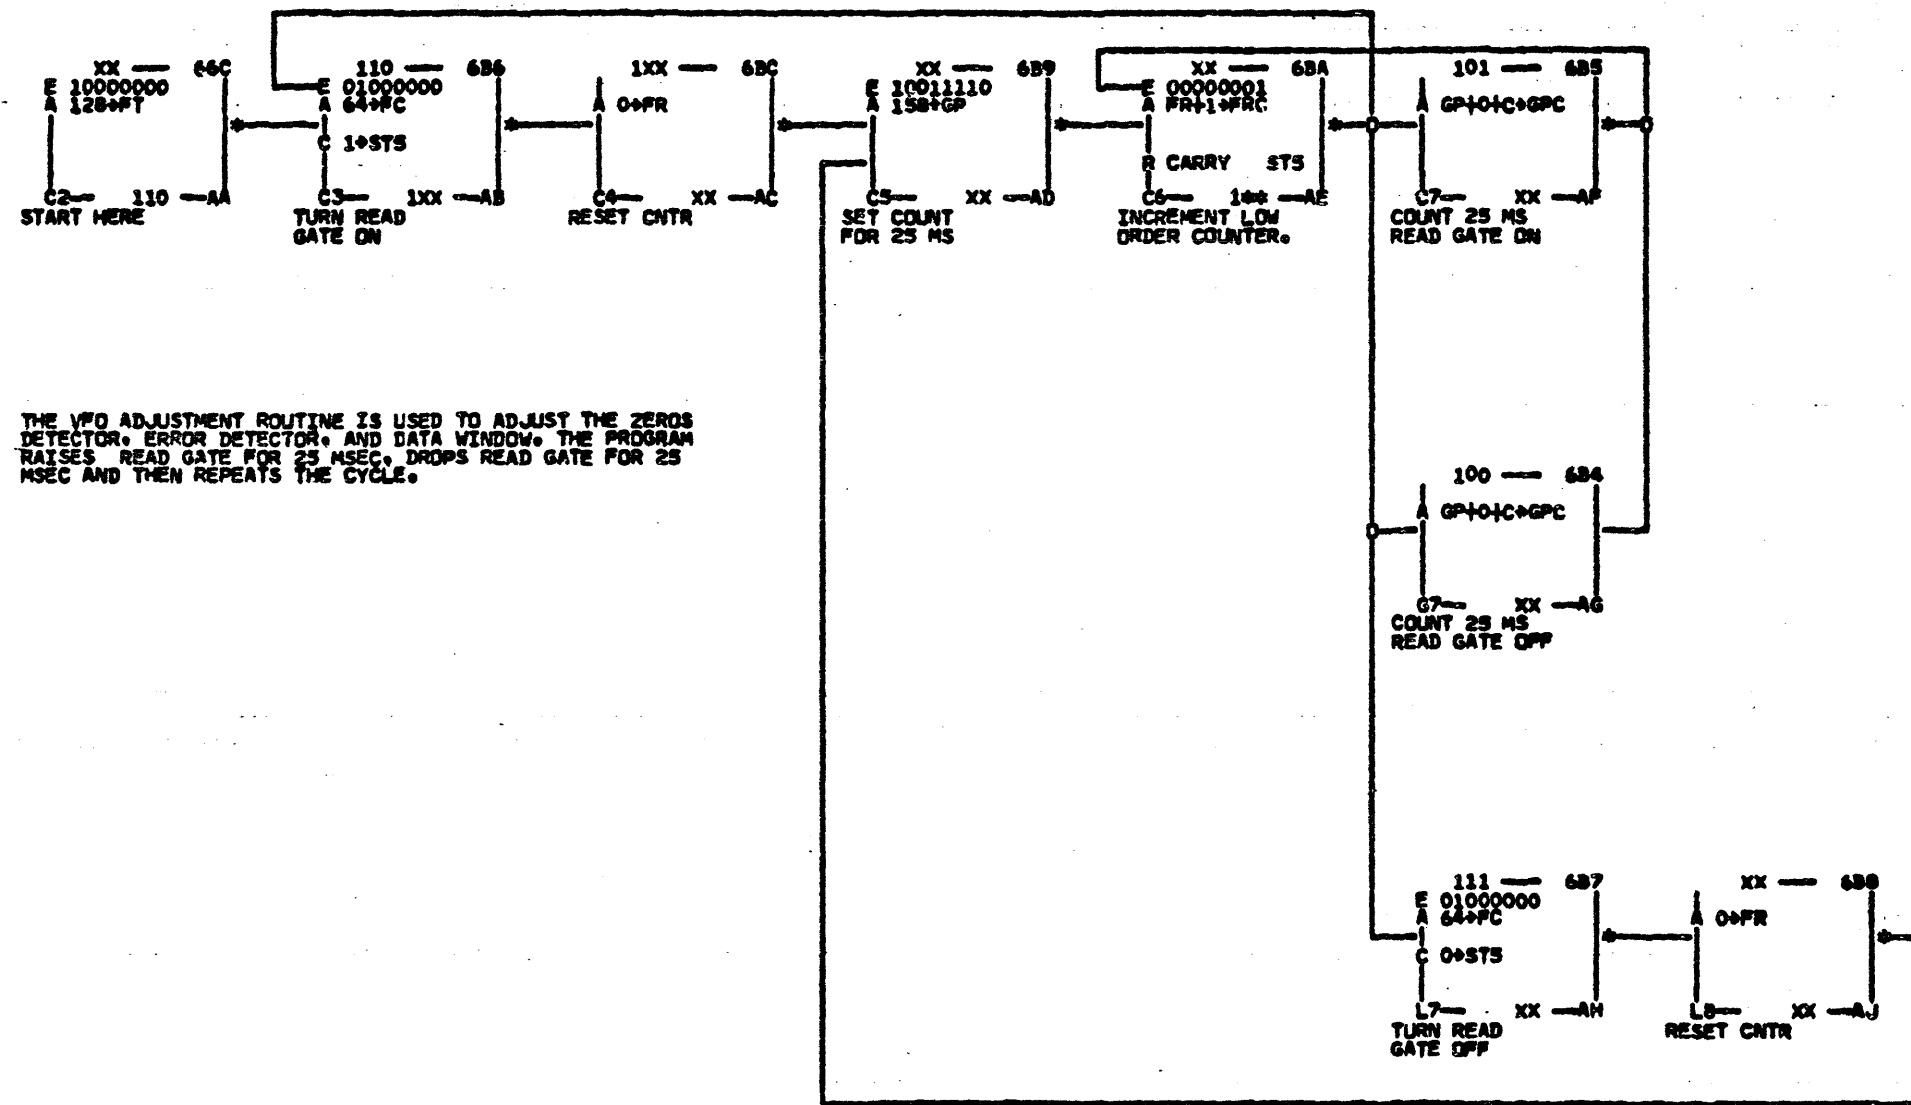 XX — 66C
E 10000000
A 128→FT
C2— 110 —AA
START HERE
110 — 6B6
E 01000000
A 64→FC
C 1→ST5
C3— 1XX —AB
TURN READ
GATE ON
1XX — 6BC
A 0→FR
C4— XX —AC
RESET CNTR
XX — 6B9
E 10011110
A 158→GP
C5— XX —AD
SET COUNT
FOR 25 MS
XX — 6BA
E 00000001
A FR+1→FRC
R CARRY ST5
C6— 1** —AE
INCREMENT LOW
ORDER COUNTER.
101 — 6B5
A GP+0+C→GPC
C7— XX —AF
COUNT 25 MS
READ GATE ON
THE VFO ADJUSTMENT ROUTINE IS USED TO ADJUST THE ZEROS
DETECTOR, ERROR DETECTOR, AND DATA WINDOW. THE PROGRAM
RAISES READ GATE FOR 25 MSEC, DROPS READ GATE FOR 25
MSEC AND THEN REPEATS THE CYCLE.
100 — 6B4
A GP+0+C→GPC
G7— XX —AG
COUNT 25 MS
READ GATE OFF
111 — 6B7
E 01000000
A 64→FC
C 0→ST5
L7— XX —AH
TURN READ
GATE OFF
XX — 6B8
A 0→FR
L8— XX —AJ
RESET CNTR